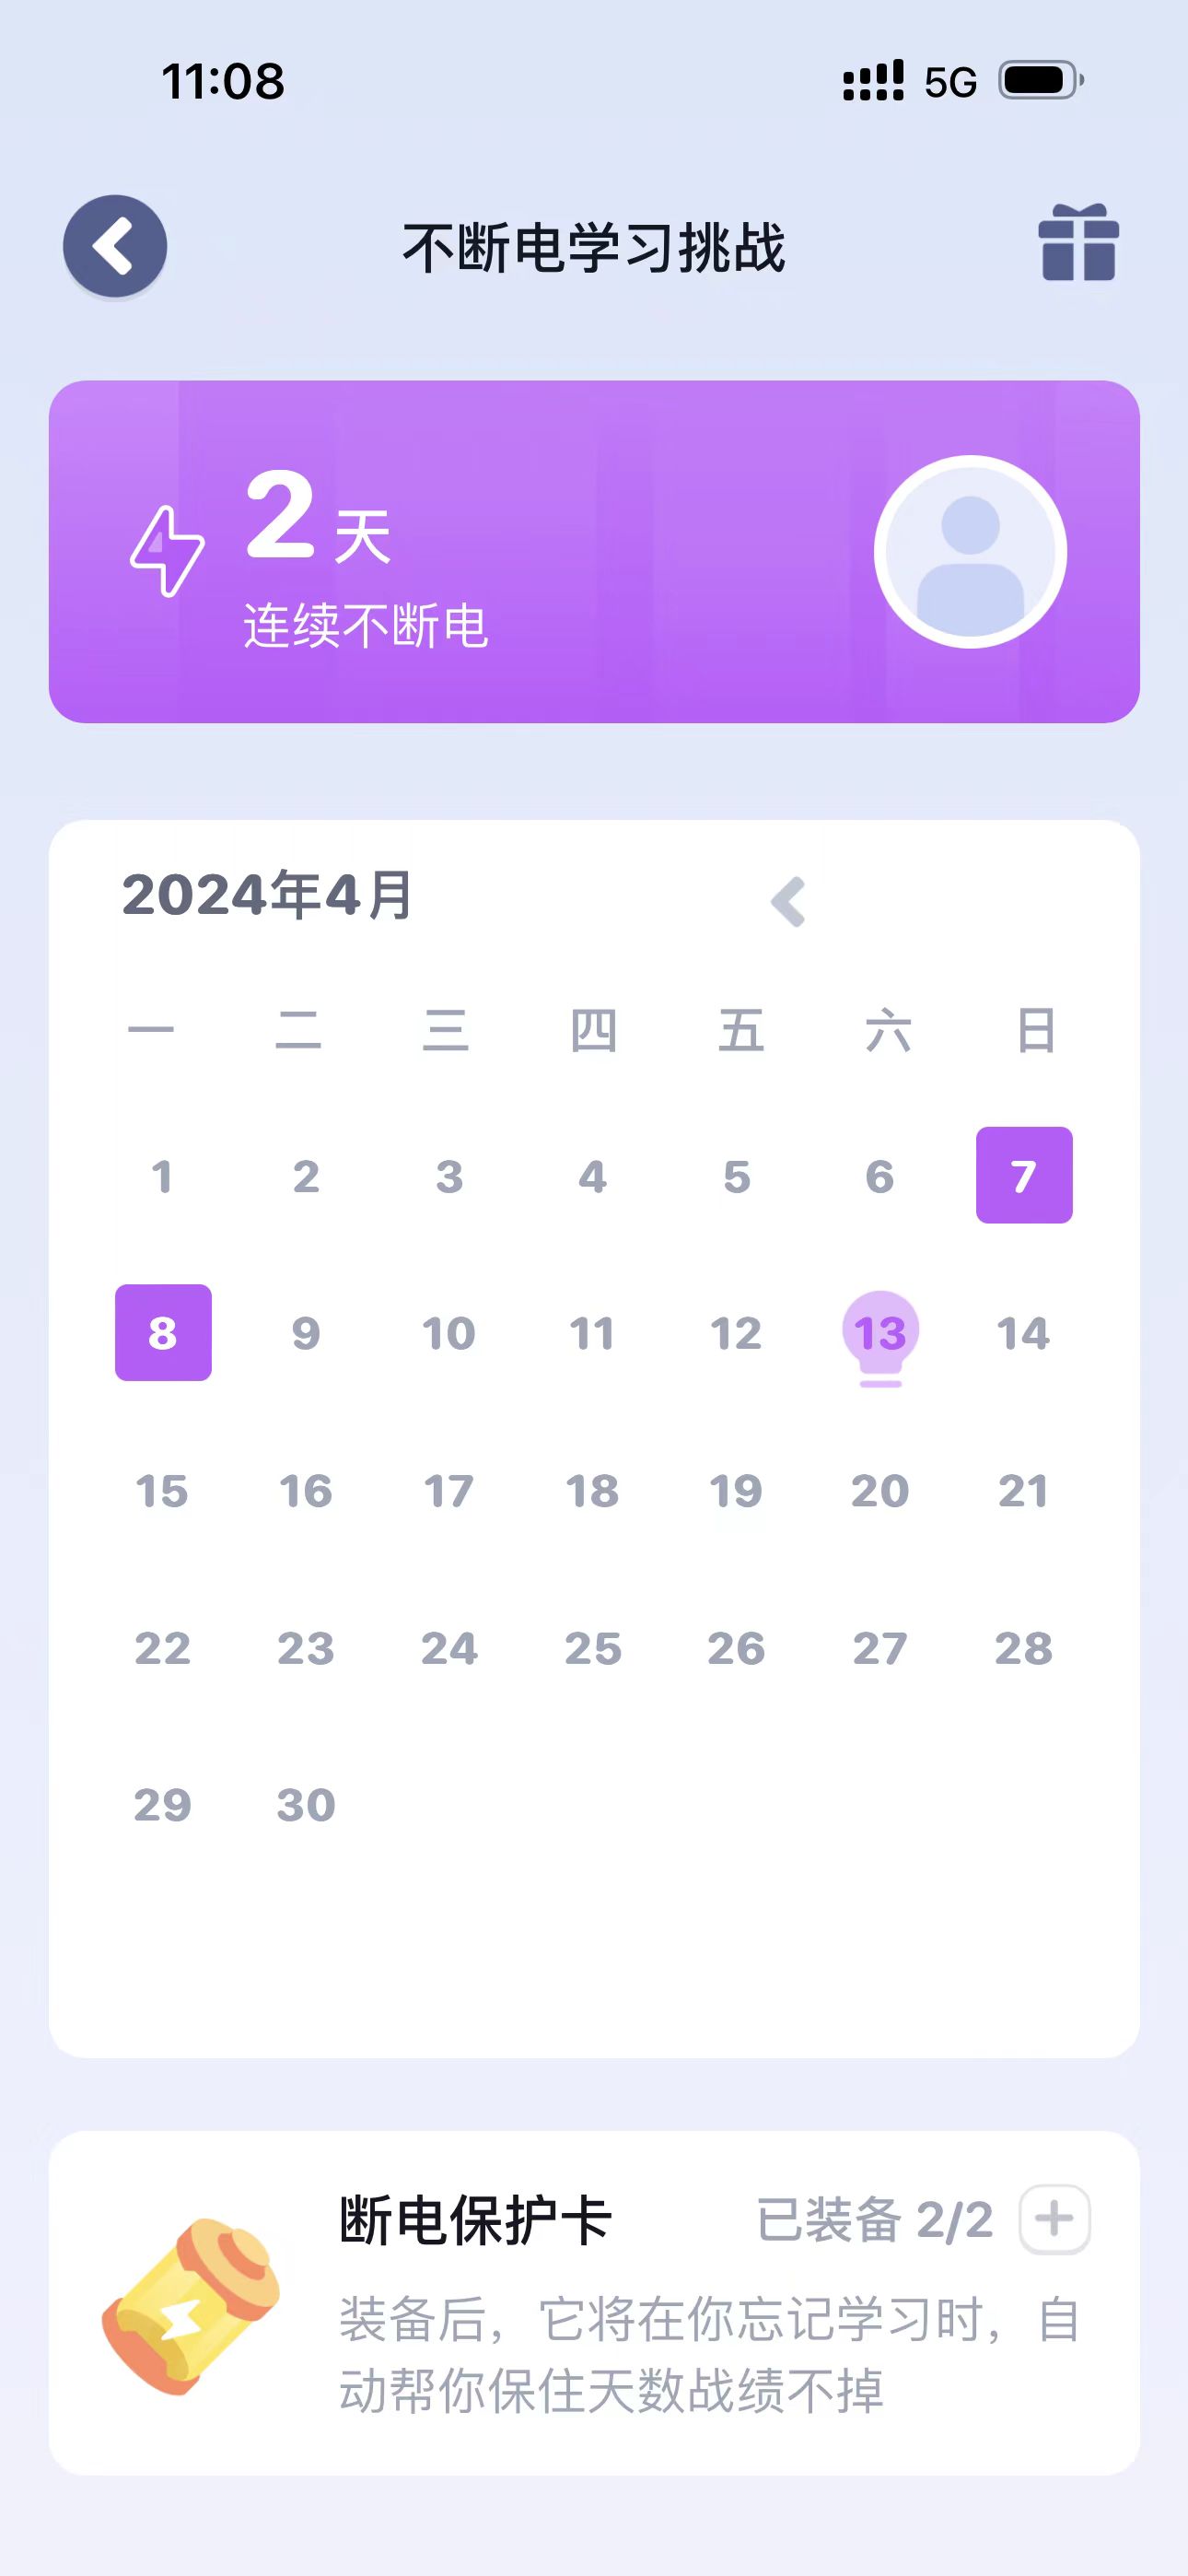 11:08 5G
不断电学习挑战
2 天
连续不断电
2024年4月
一 二 三 四 五 六 日
1 2 3 4 5 6 7
8 9 10 11 12 13 14
15 16 17 18 19 20 21
22 23 24 25 26 27 28
29 30
断电保护卡 已装备 2/2
装备后，它将在你忘记学习时，自
动帮你保住天数战绩不掉